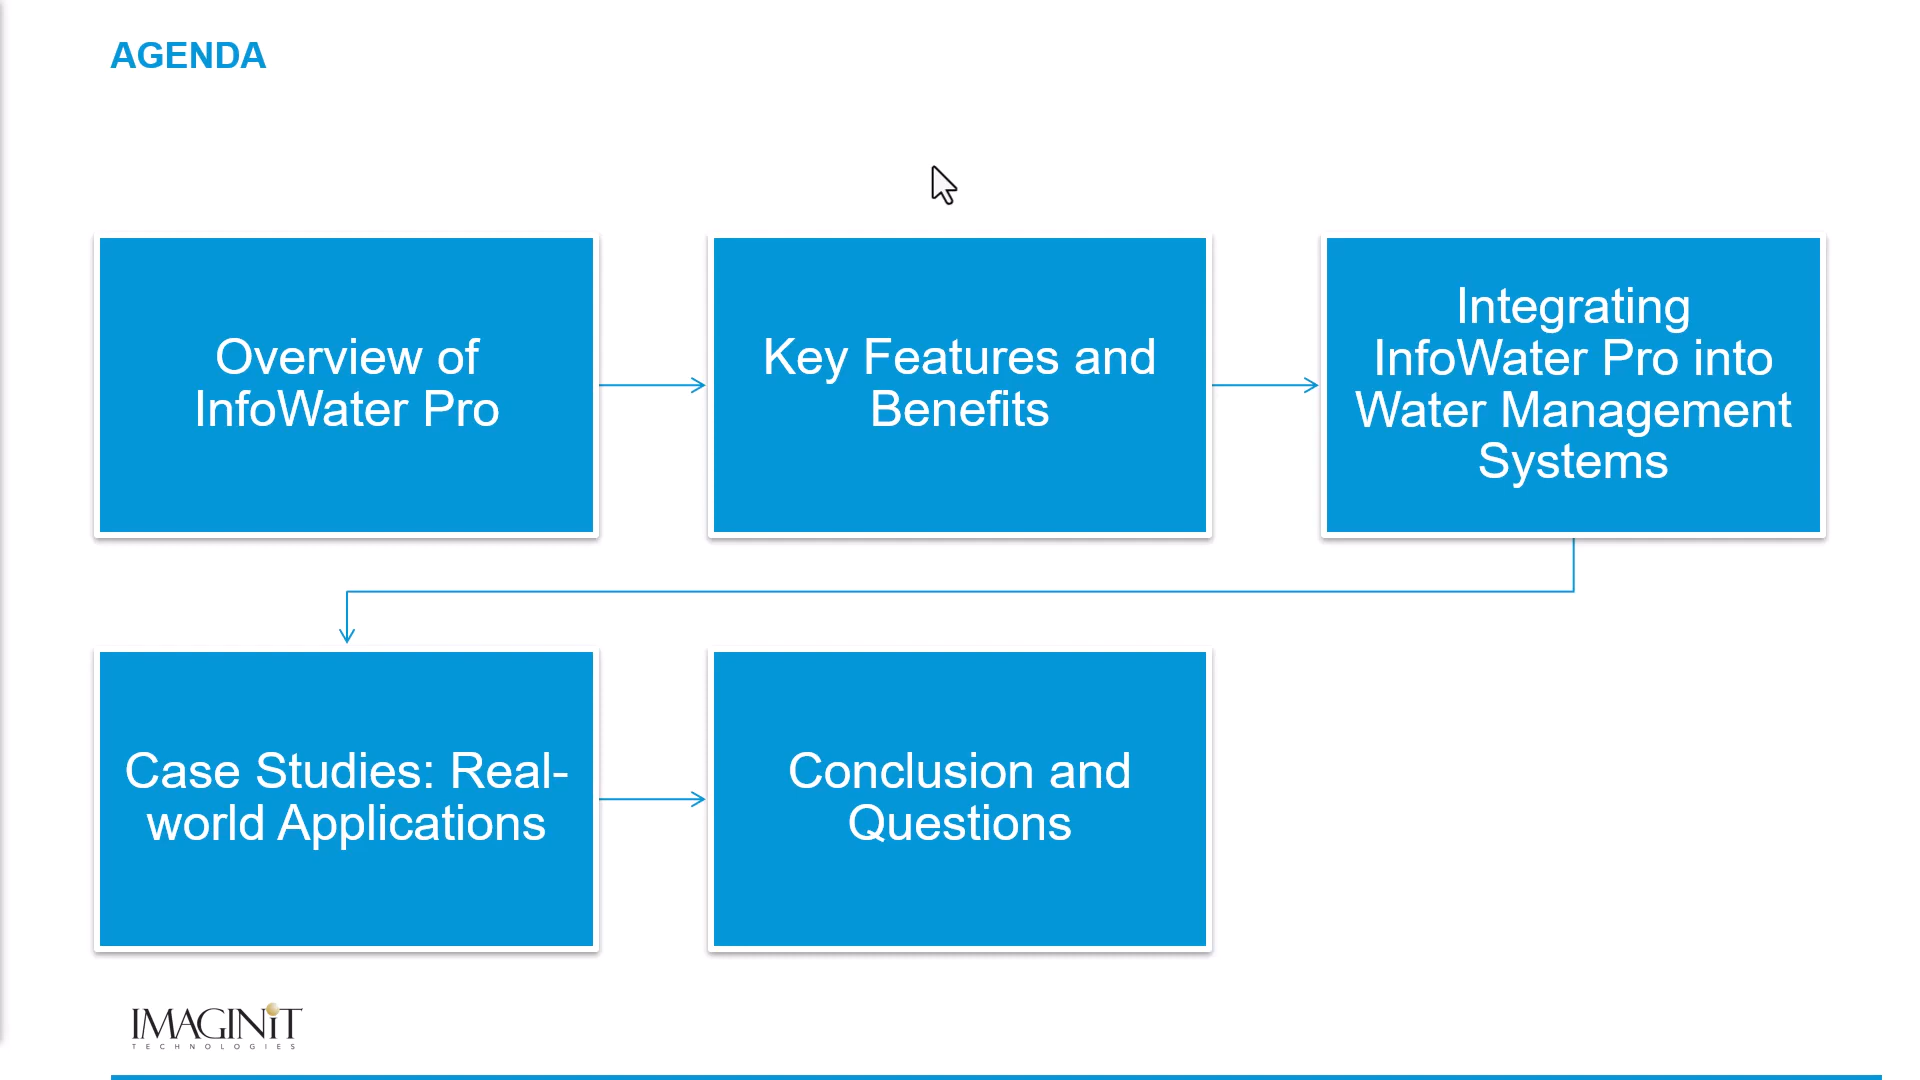 AGENDA
Overview of
InfoWater Pro
Key Features and
Benefits
Integrating
InfoWater Pro into
Water Management
Systems
Case Studies: Real-
world Applications
Conclusion and
Questions
IMAGINiT
TECHNOLOGIES